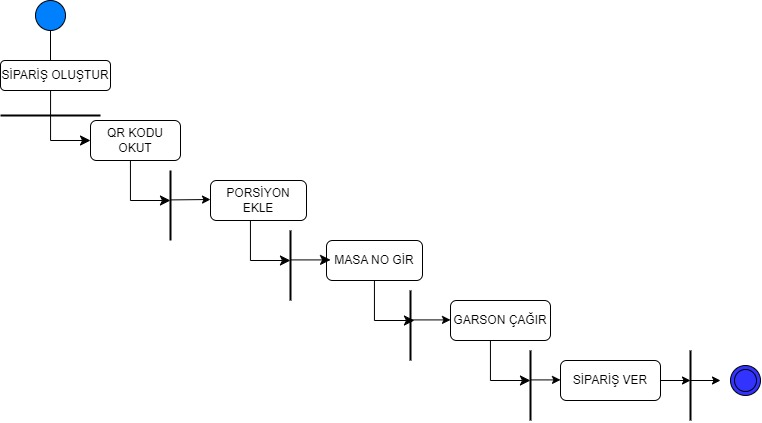 SİPARİŞ OLUŞTUR
QR KODU
OKUT
PORSİYON
EKLE
MASA NO GİR
GARSON ÇAĞIR
SİPARİŞ VER